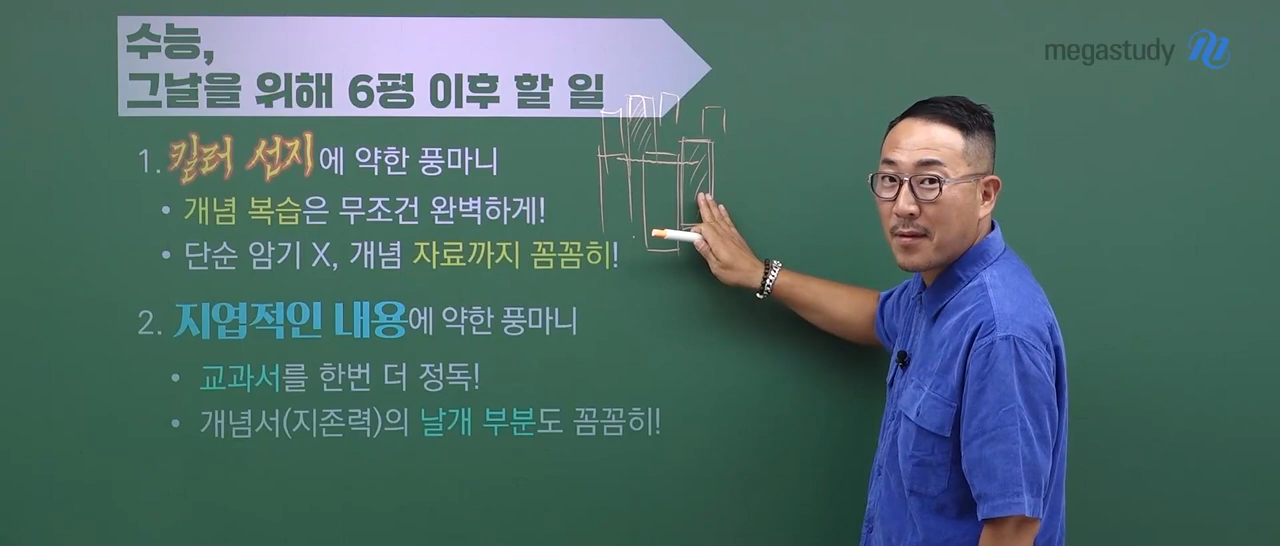 수능,
그날을 위해 6평 이후 할 일
megastudy
1. 킬러 선지에 약한 풍마니
• 개념 복습은 무조건 완벽하게!
• 단순 암기 X, 개념 자료까지 꼼꼼히!
2. 지엽적인 내용에 약한 풍마니
• 교과서를 한번 더 정독!
• 개념서(지존력)의 날개 부분도 꼼꼼히!